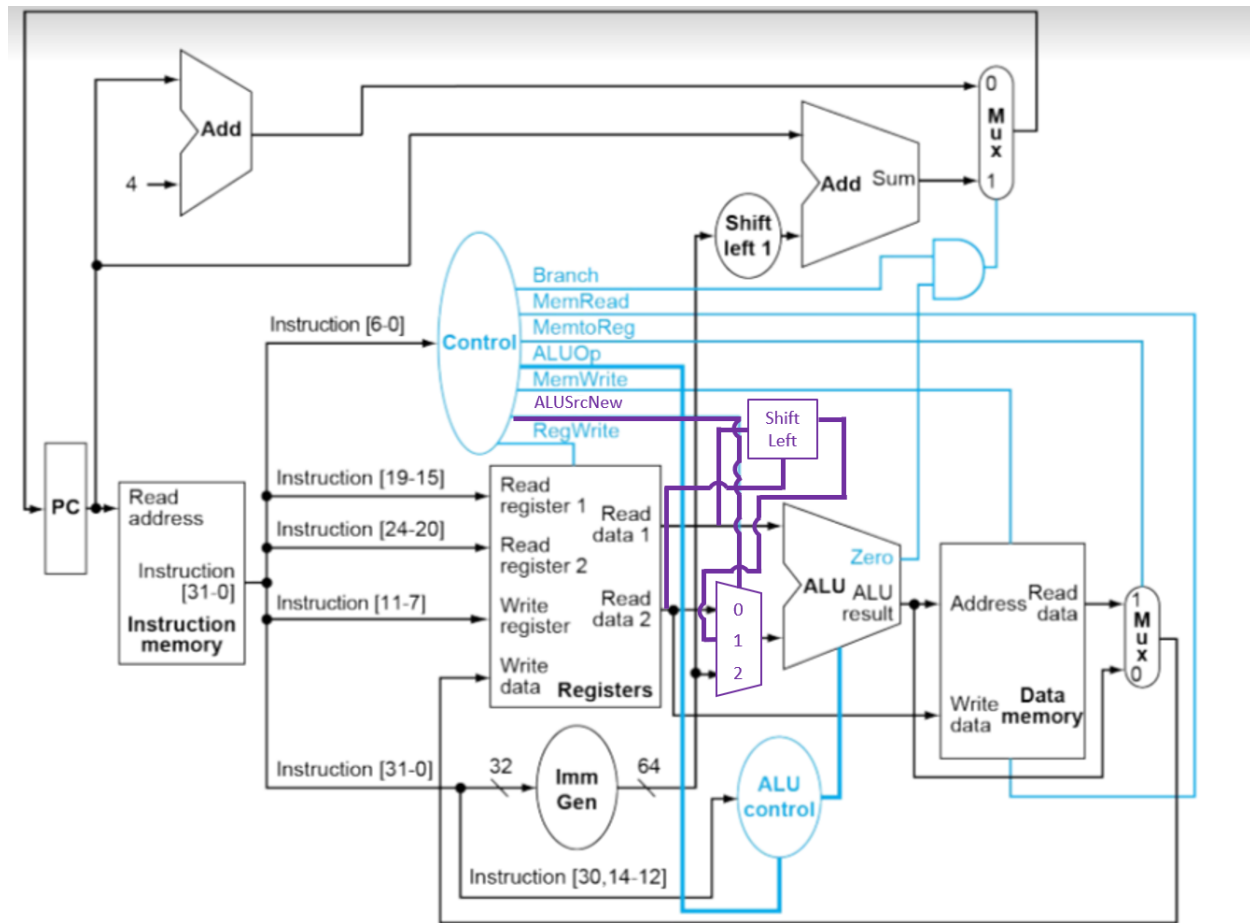 0
M
u
x
1
Add
4
Add
Sum
Shift
left 1
Branch
MemRead
MemtoReg
ALUOp
MemWrite
ALUSrcNew
RegWrite
Control
Instruction [6-0]
Shift
Left
PC
Read
address
Instruction
[31-0]
Instruction
memory
Instruction [19-15]
Instruction [24-20]
Instruction [11-7]
Read
register 1
Read
register 2
Write
register
Write
data
Read
data 1
Read
data 2
Registers
0
1
2
Zero
ALU
ALU
result
Address
Read
data
Write
data
Data
memory
1
M
u
x
0
Instruction [31-0]
32
Imm
Gen
64
ALU
control
Instruction [30,14-12]